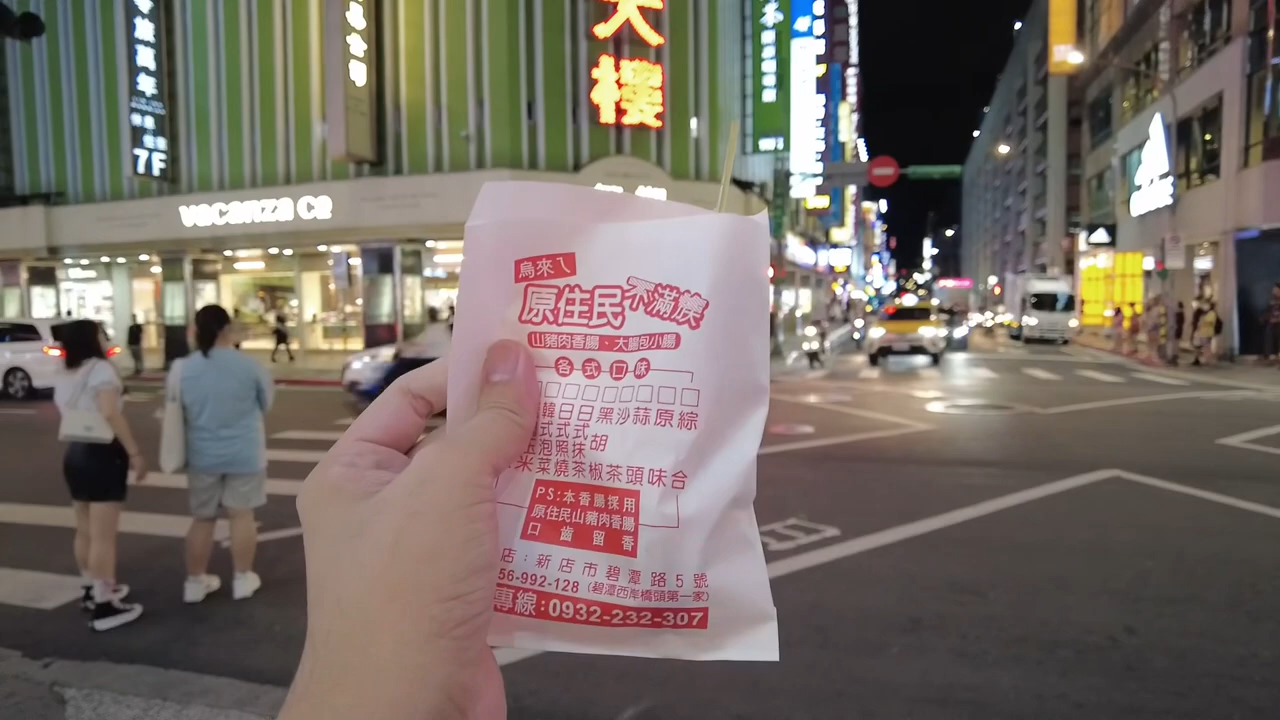 7F
vacanza co
大
樓
adidas
烏來ㄟ
原住民不滿族
山豬肉香腸、大腸包小腸
各式口味
□□□□□□□□
韓日日黑沙蒜原綜
式式式胡
泡照抹
米菜燒茶椒茶頭味合
PS:本香腸採用
原住民山豬肉香腸
口齒留香
店:新店市碧潭路5號
56-992-128(碧潭西岸橋頭第一家)
專線:0932-232-307